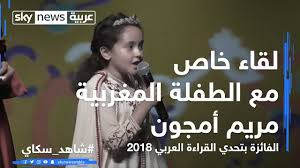 sky news عربية
لقاء خاص
مع الطفلة المغربية
مريم أمجون
الفائزة بتحدي القراءة العربي 2018
#شاهد_سكاي